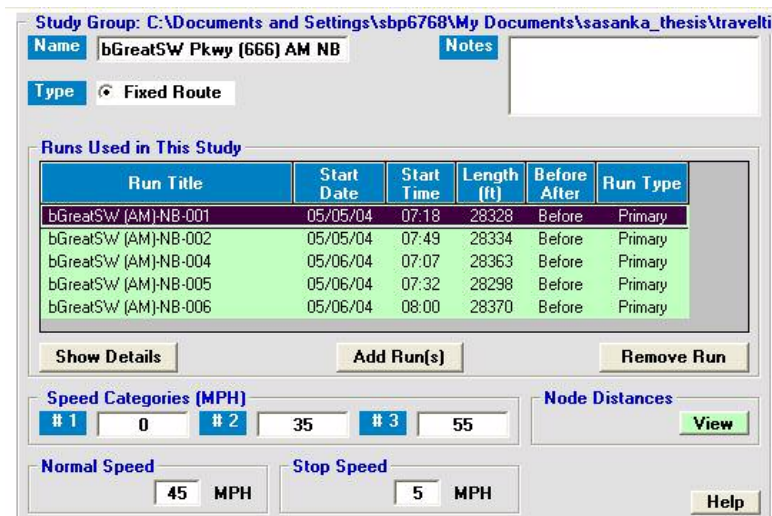 Study Group: C:\Documents and Settings\sbp6768\My Documents\sasanka_thesis\travelti
Name bGreatSW Pkwy (666) AM NB Notes
Type Fixed Route
Runs Used in This Study
Run Title Start Date Start Time Length (ft) Before After Run Type
bGreatSW (AM)-NB-001 05/05/04 07:18 28328 Before Primary
bGreatSW (AM)-NB-002 05/05/04 07:49 28334 Before Primary
bGreatSW (AM)-NB-004 05/06/04 07:07 28363 Before Primary
bGreatSW (AM)-NB-005 05/06/04 07:32 28298 Before Primary
bGreatSW (AM)-NB-006 05/06/04 08:00 28370 Before Primary
Show Details Add Run(s) Remove Run
Speed Categories (MPH) Node Distances
# 1 0 # 2 35 # 3 55 View
Normal Speed Stop Speed
45 MPH 5 MPH
Help